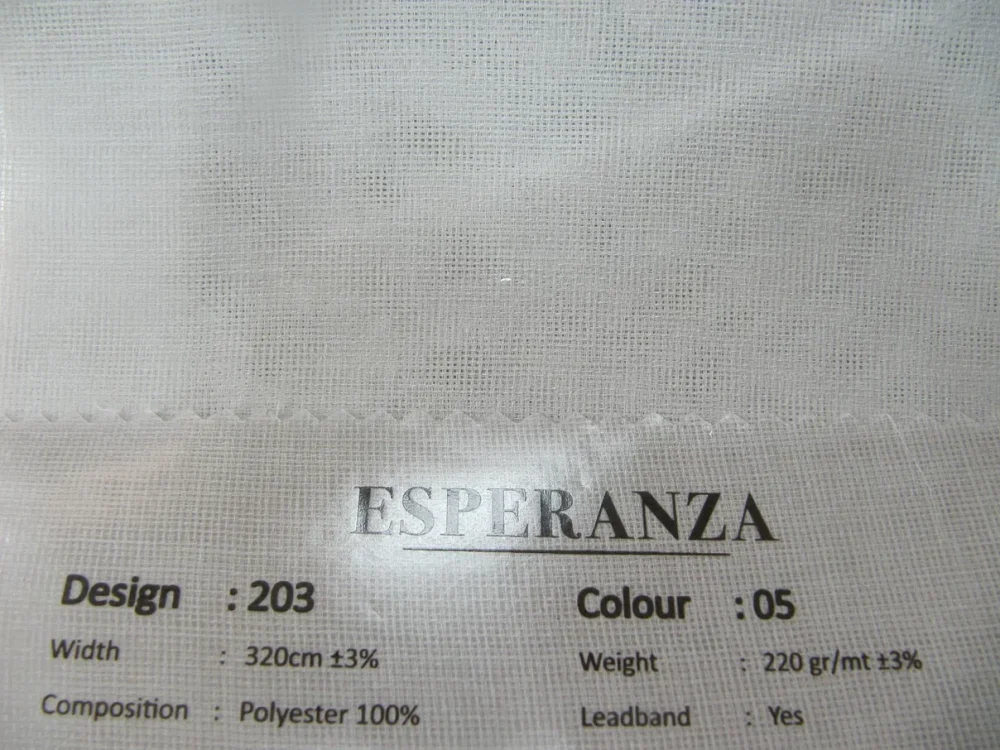 ESPERANZA
Design : 203 Colour : 05
Width : 320cm ±3% Weight : 220 gr/mt ±3%
Composition : Polyester 100% Leadband : Yes